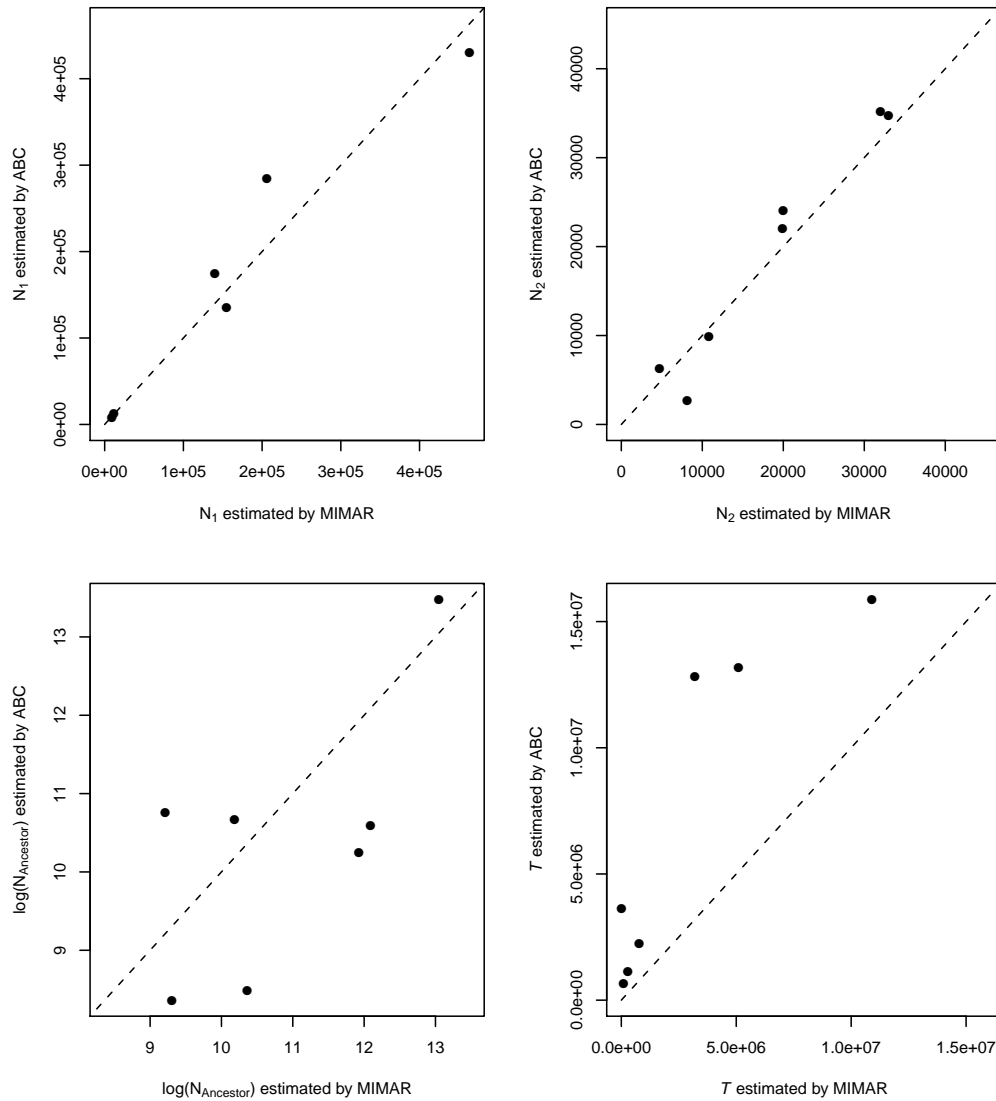 N1 estimated by ABC
4e+05
3e+05
2e+05
1e+05
0e+00
0e+00 1e+05 2e+05 3e+05 4e+05
N1 estimated by MIMAR
N2 estimated by ABC
40000
30000
20000
10000
0
0 10000 20000 30000 40000
N2 estimated by MIMAR
log(NAncestor) estimated by ABC
13
12
11
10
9
9 10 11 12 13
log(NAncestor) estimated by MIMAR
T estimated by ABC
1.5e+07
1.0e+07
5.0e+06
0.0e+00
0.0e+00 5.0e+06 1.0e+07 1.5e+07
T estimated by MIMAR